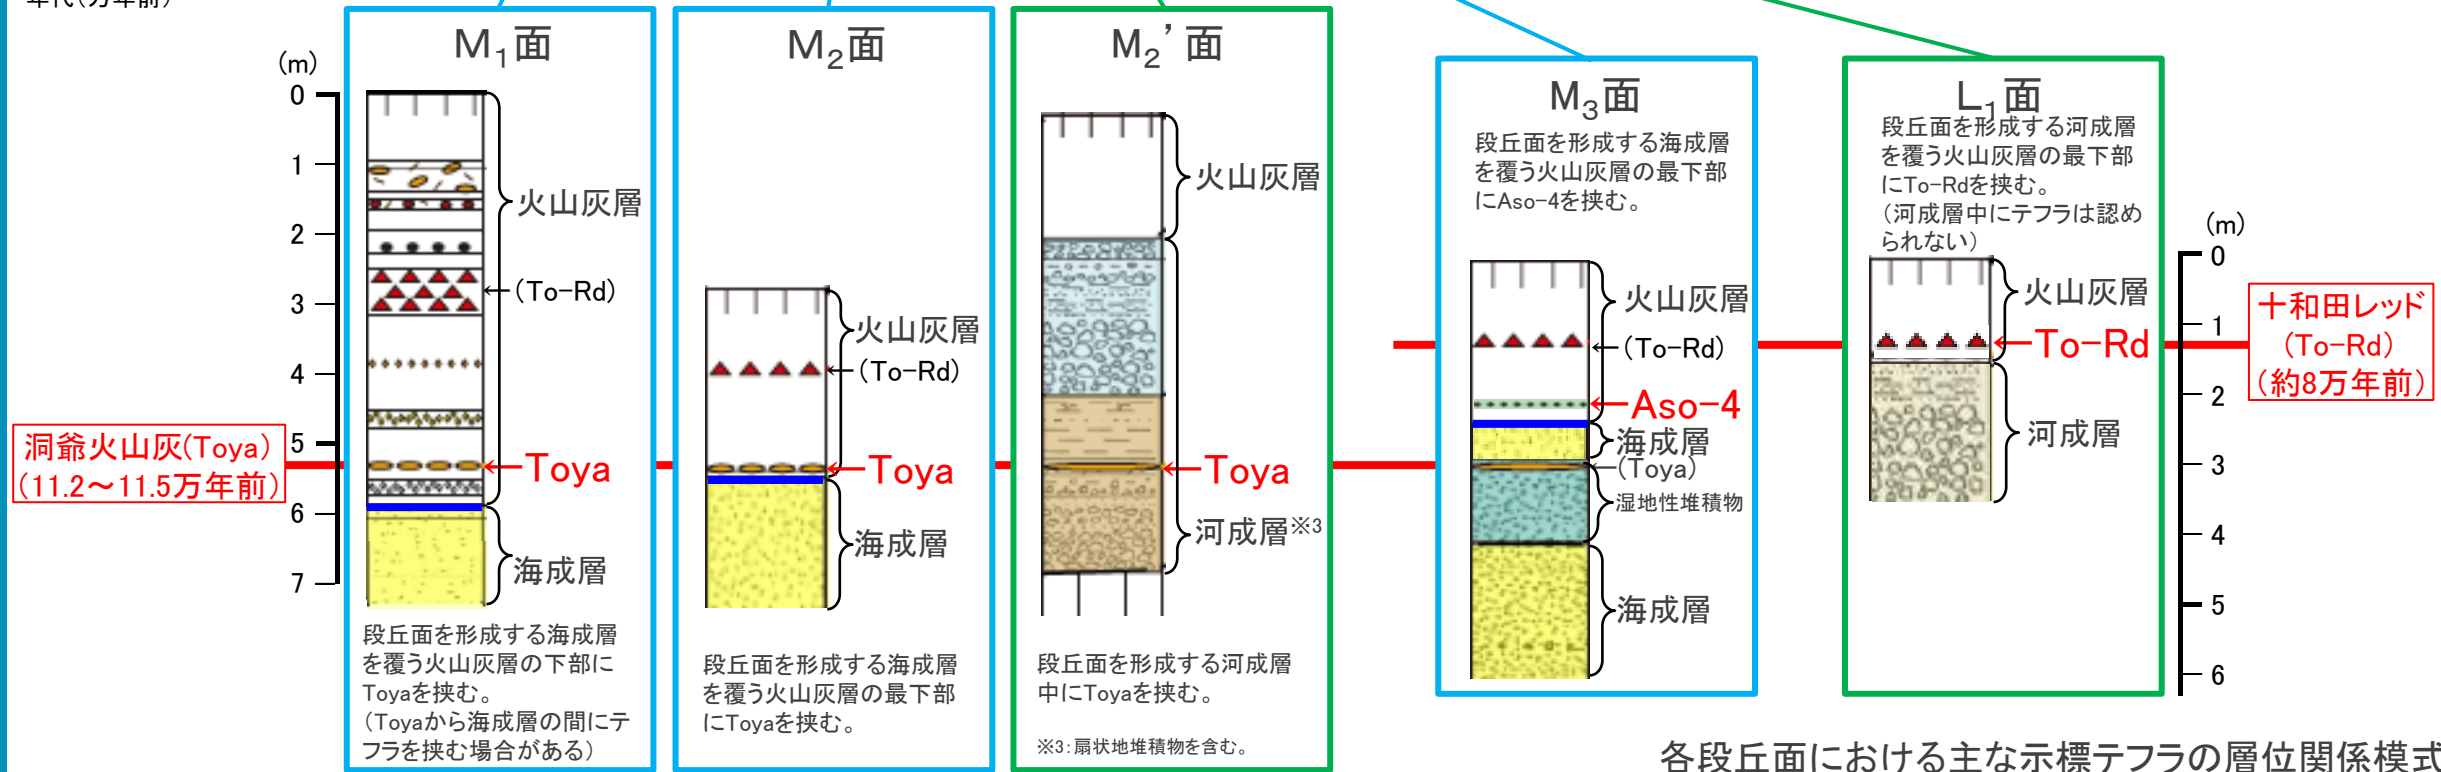 年代(万年前)
M1面
(m)
0
1
2
3
4
5
6
7
火山灰層
(To-Rd)
Toya
海成層
洞爺火山灰(Toya)
(11.2～11.5万年前)
段丘面を形成する海成層
を覆う火山灰層の下部に
Toyaを挟む。
(Toyaから海成層の間にテ
フラを挟む場合がある)
M2面
火山灰層
(To-Rd)
Toya
海成層
段丘面を形成する海成層
を覆う火山灰層の最下部
にToyaを挟む。
M2'面
火山灰層
Toya
河成層※3
段丘面を形成する河成層
中にToyaを挟む。
※3:扇状地堆積物を含む。
M3面
段丘面を形成する海成層
を覆う火山灰層の最下部
にAso-4を挟む。
火山灰層
(To-Rd)
Aso-4
海成層
(Toya)
湿地性堆積物
海成層
L1面
段丘面を形成する河成層
を覆う火山灰層の最下部
にTo-Rdを挟む。
(河成層中にテフラは認め
られない)
火山灰層
To-Rd
河成層
(m)
0
1
2
3
4
5
6
十和田レッド
(To-Rd)
(約8万年前)
各段丘面における主な示標テフラの層位関係模式